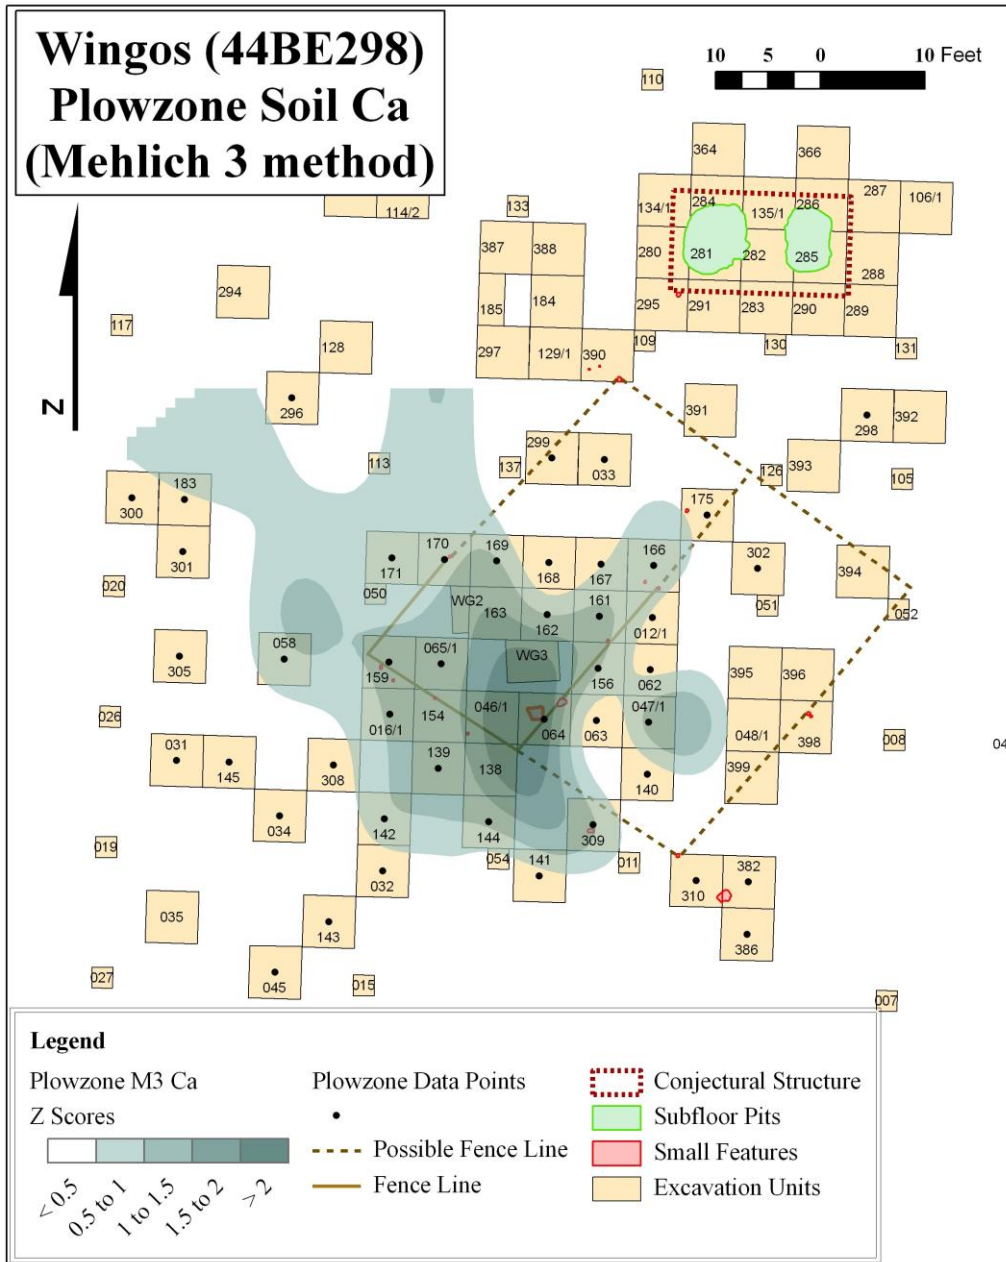 Wingos (44BE298)
Plowzone Soil Ca
(Mehlich 3 method)
10 5 0 10 Feet
110
364 366
287 106/1
134/1 284 135/1 286
280 281 282 285 288
295 291 283 290 289
109 130 131
114/2 133
387 388
185 184
297 129/1 390
294
117
128
296
N
391 298 392
393
113 137 299 033 126 105
300 183
301
175
171 170 169 168 167 166
302 394
020 050 051 052
WG2 163 162 161 012/1
305 058
159 065/1 WG3 156 062
395 396
026
016/1 154 046/1 064 063 047/1
048/1 398 008 04
399
031 145 308 139 138 140
034 142 144 309
019 054 141 011
032 310 382
035 143 386
027 045 015 007
Legend
Plowzone M3 Ca
Z Scores
< 0.5
0.5 to 1
1 to 1.5
1.5 to 2
> 2
Plowzone Data Points
Possible Fence Line
Fence Line
Conjectural Structure
Subfloor Pits
Small Features
Excavation Units